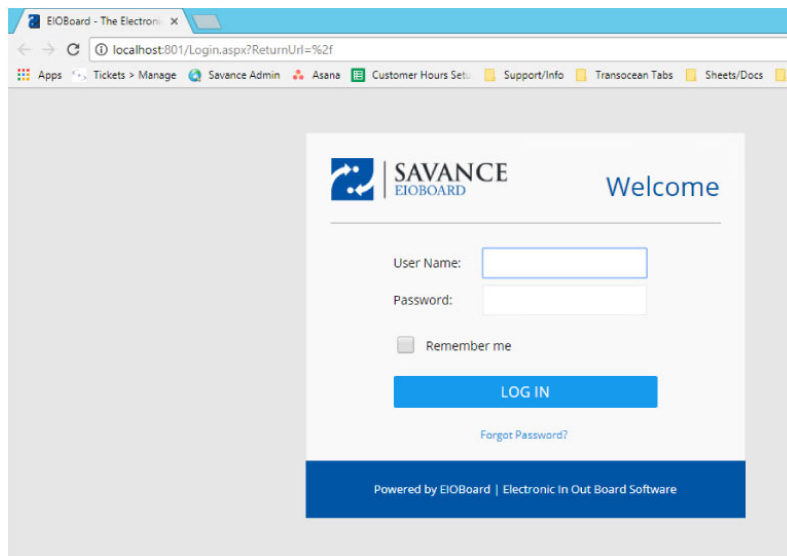 EIOBoard - The Electroni
localhost:801/Login.aspx?ReturnUrl=%2f
Apps Tickets > Manage Savance Admin Asana Customer Hours Setu Support/Info Transocean Tabs Sheets/Docs
SAVANCE
EIOBOARD
Welcome
User Name:
Password:
Remember me
LOG IN
Forgot Password?
Powered by EIOBoard | Electronic In Out Board Software